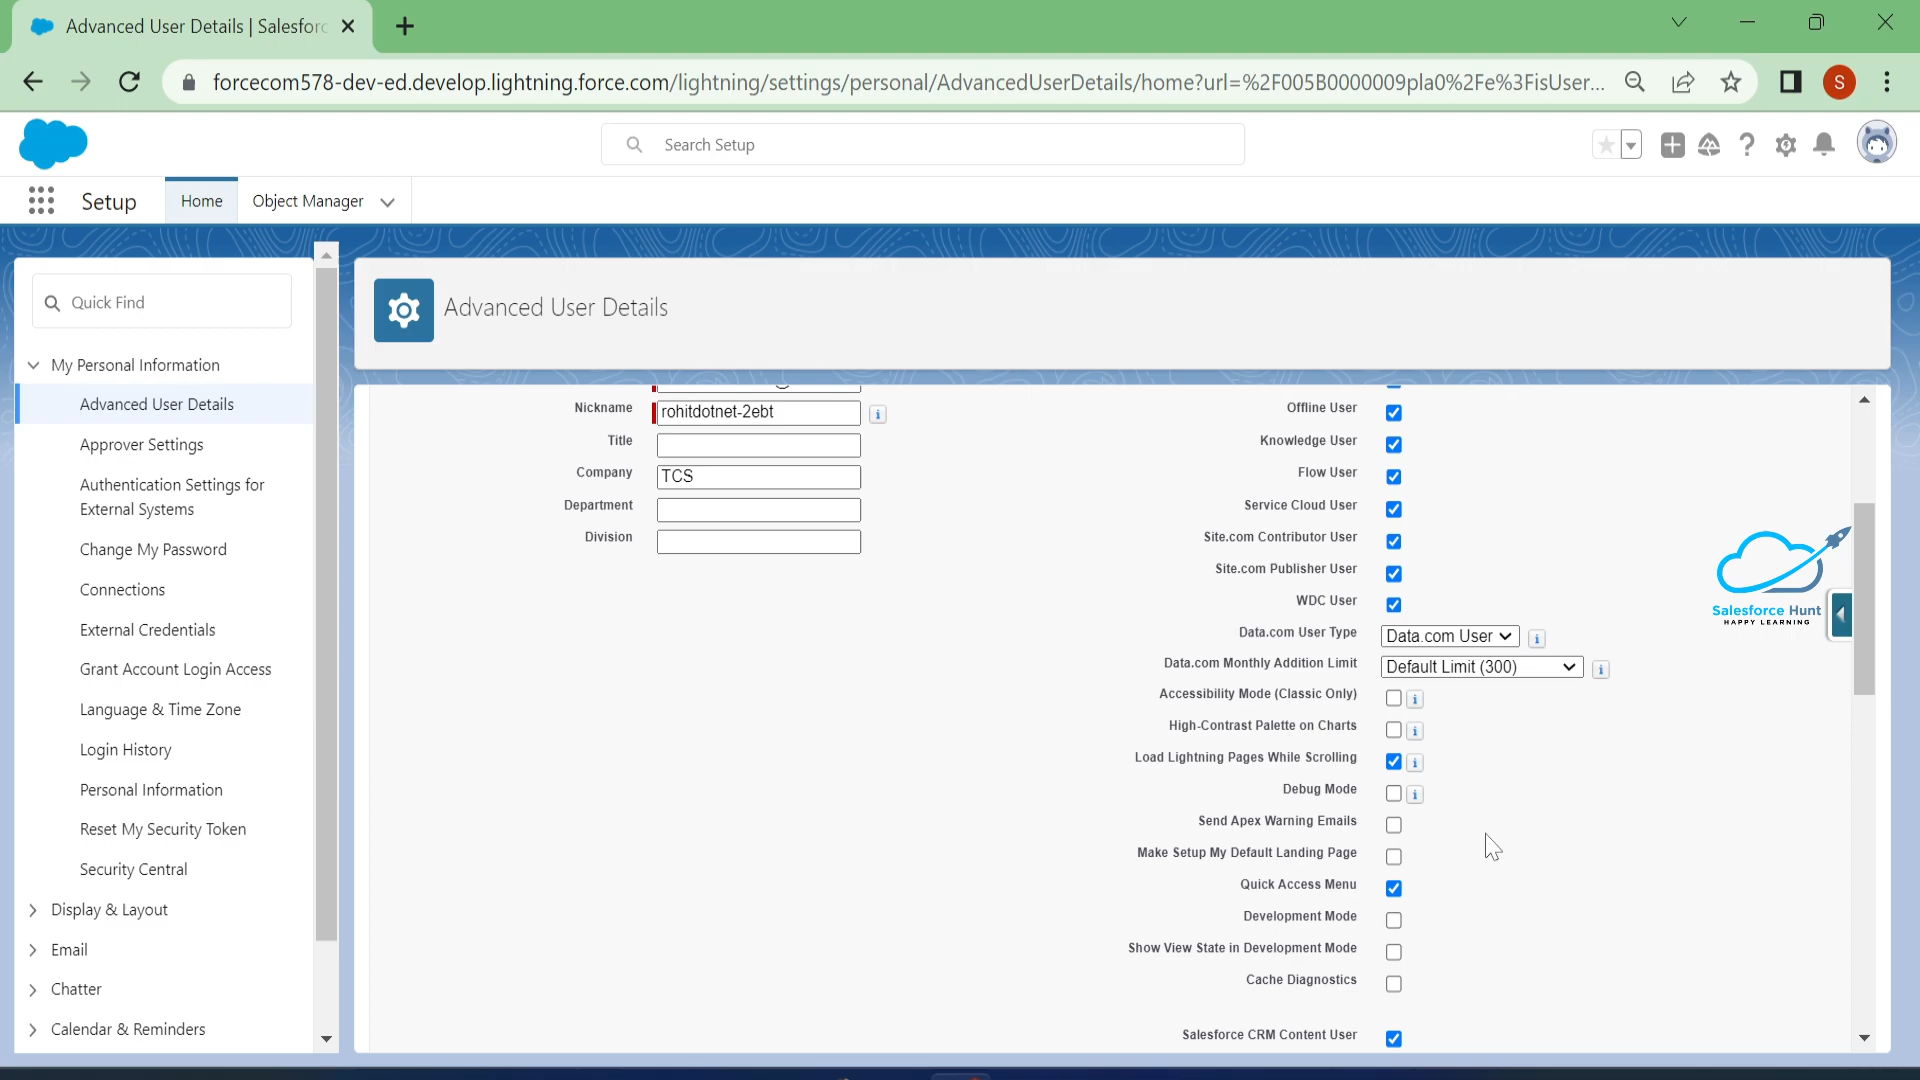 Advanced User Details | Salesforc
forcecom578-dev-ed.develop.lightning.force.com/lightning/settings/personal/AdvancedUserDetails/home?url=%2F005B0000009pla0%2Fe%3FisUser...
S
Search Setup
Setup
Home
Object Manager
Quick Find
My Personal Information
Advanced User Details
Approver Settings
Authentication Settings for
External Systems
Change My Password
Connections
External Credentials
Grant Account Login Access
Language & Time Zone
Login History
Personal Information
Reset My Security Token
Security Central
Display & Layout
Email
Chatter
Calendar & Reminders
Advanced User Details
Nickname rohitdotnet-2ebt
Title
Company TCS
Department
Division
Offline User
Knowledge User
Flow User
Service Cloud User
Site.com Contributor User
Site.com Publisher User
WDC User
Data.com User Type Data.com User
Data.com Monthly Addition Limit Default Limit (300)
Accessibility Mode (Classic Only)
High-Contrast Palette on Charts
Load Lightning Pages While Scrolling
Debug Mode
Send Apex Warning Emails
Make Setup My Default Landing Page
Quick Access Menu
Development Mode
Show View State in Development Mode
Cache Diagnostics
Salesforce CRM Content User
Salesforce Hunt
HAPPY LEARNING